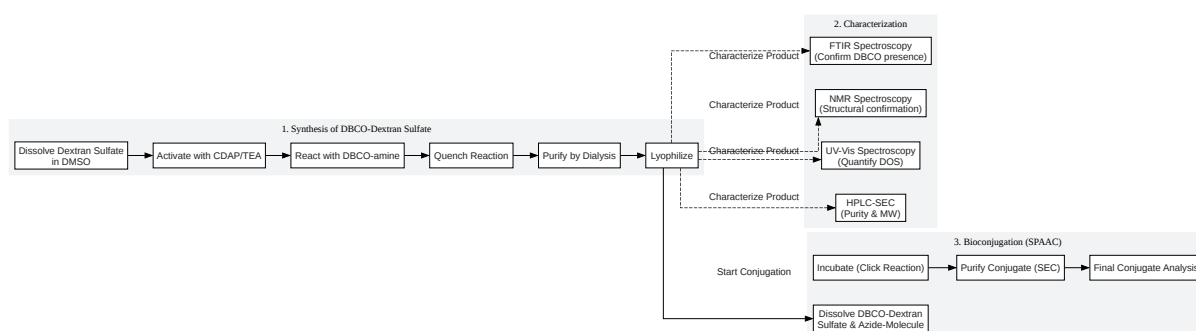 2. Characterization
FTIR Spectroscopy
(Confirm DBCO presence)
Characterize Product
NMR Spectroscopy
(Structural confirmation)
Characterize Product
1. Synthesis of DBCO-Dextran Sulfate
Dissolve Dextran Sulfate
in DMSO
Activate with CDAP/TEA
React with DBCO-amine
Quench Reaction
Purify by Dialysis
Lyophilize
Characterize Product
UV-Vis Spectroscopy
(Quantify DOS)
Characterize Product
HPLC-SEC
(Purity & MW)
3. Bioconjugation (SPAAC)
Start Conjugation
Incubate (Click Reaction)
Purify Conjugate (SEC)
Final Conjugate Analysis
Dissolve DBCO-Dextran
Sulfate & Azide-Molecule